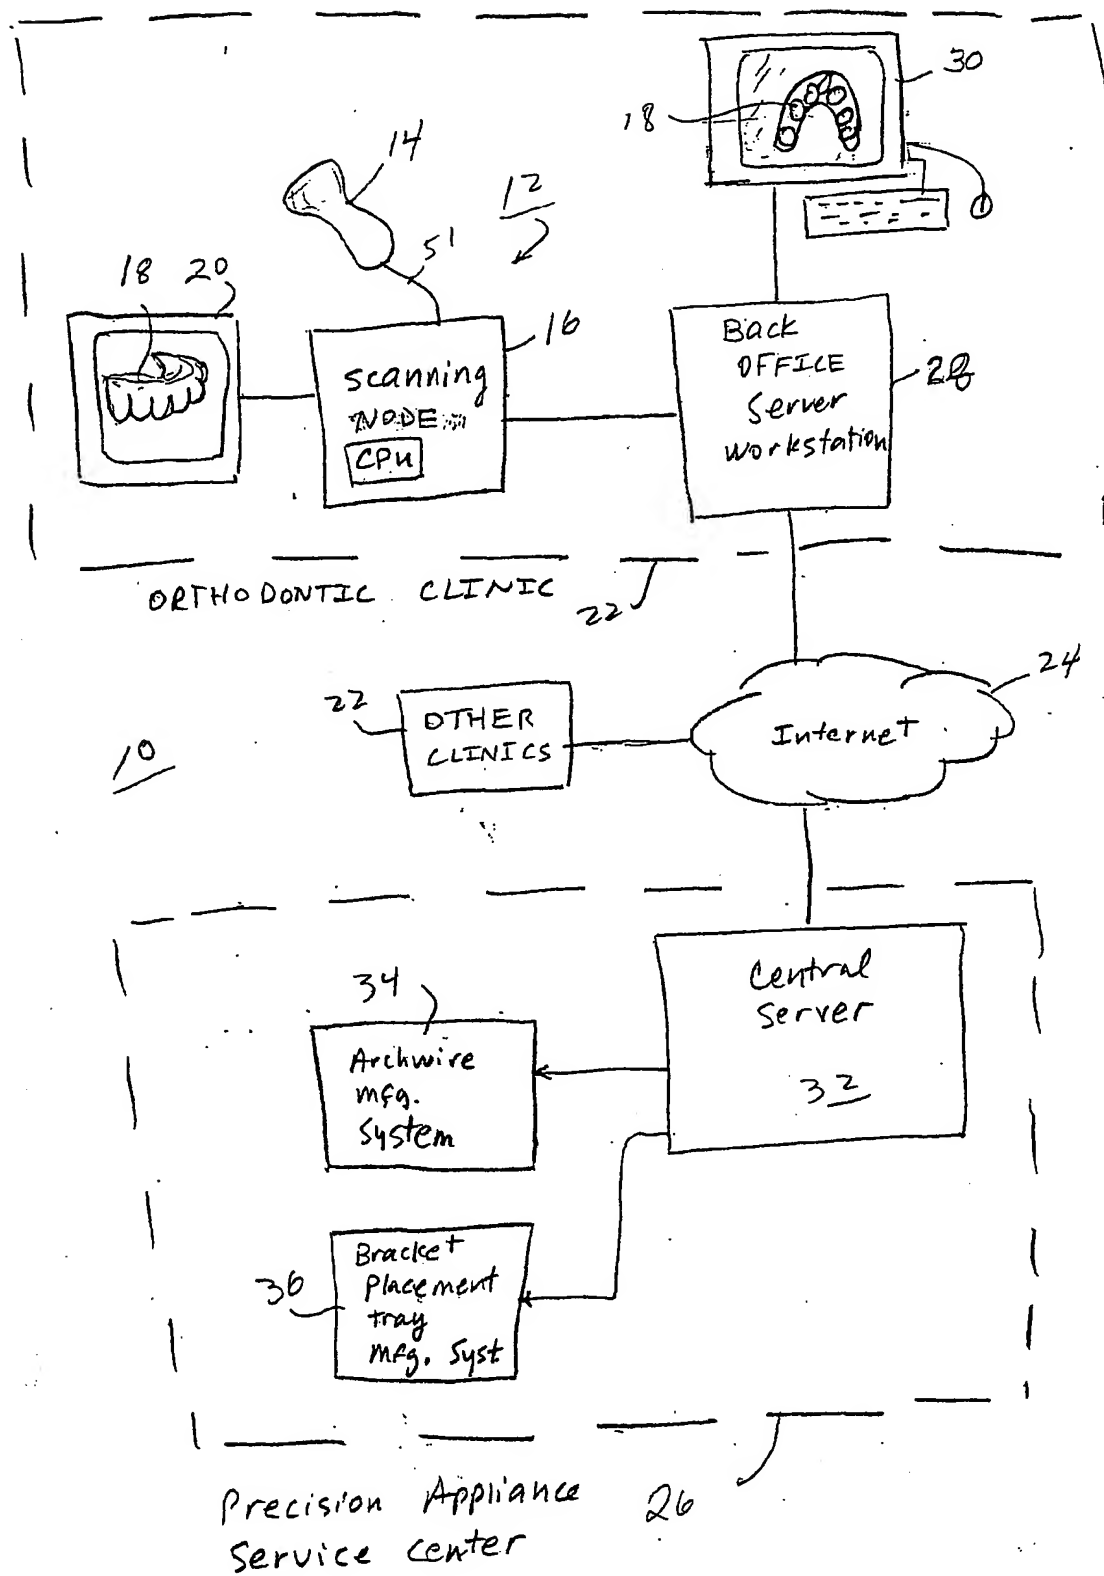 30
18
14
12
51
18 20
16
Scanning
NODE
CPU
Back
OFFICE
Server
Workstation
28
ORTHODONTIC CLINIC
22
24
22
OTHER
CLINICS
Internet
10
Central
Server
32
34
Archwire
mfg.
System
36
Bracket
Placement
tray
mfg. Syst
Precision Appliance
Service center
26